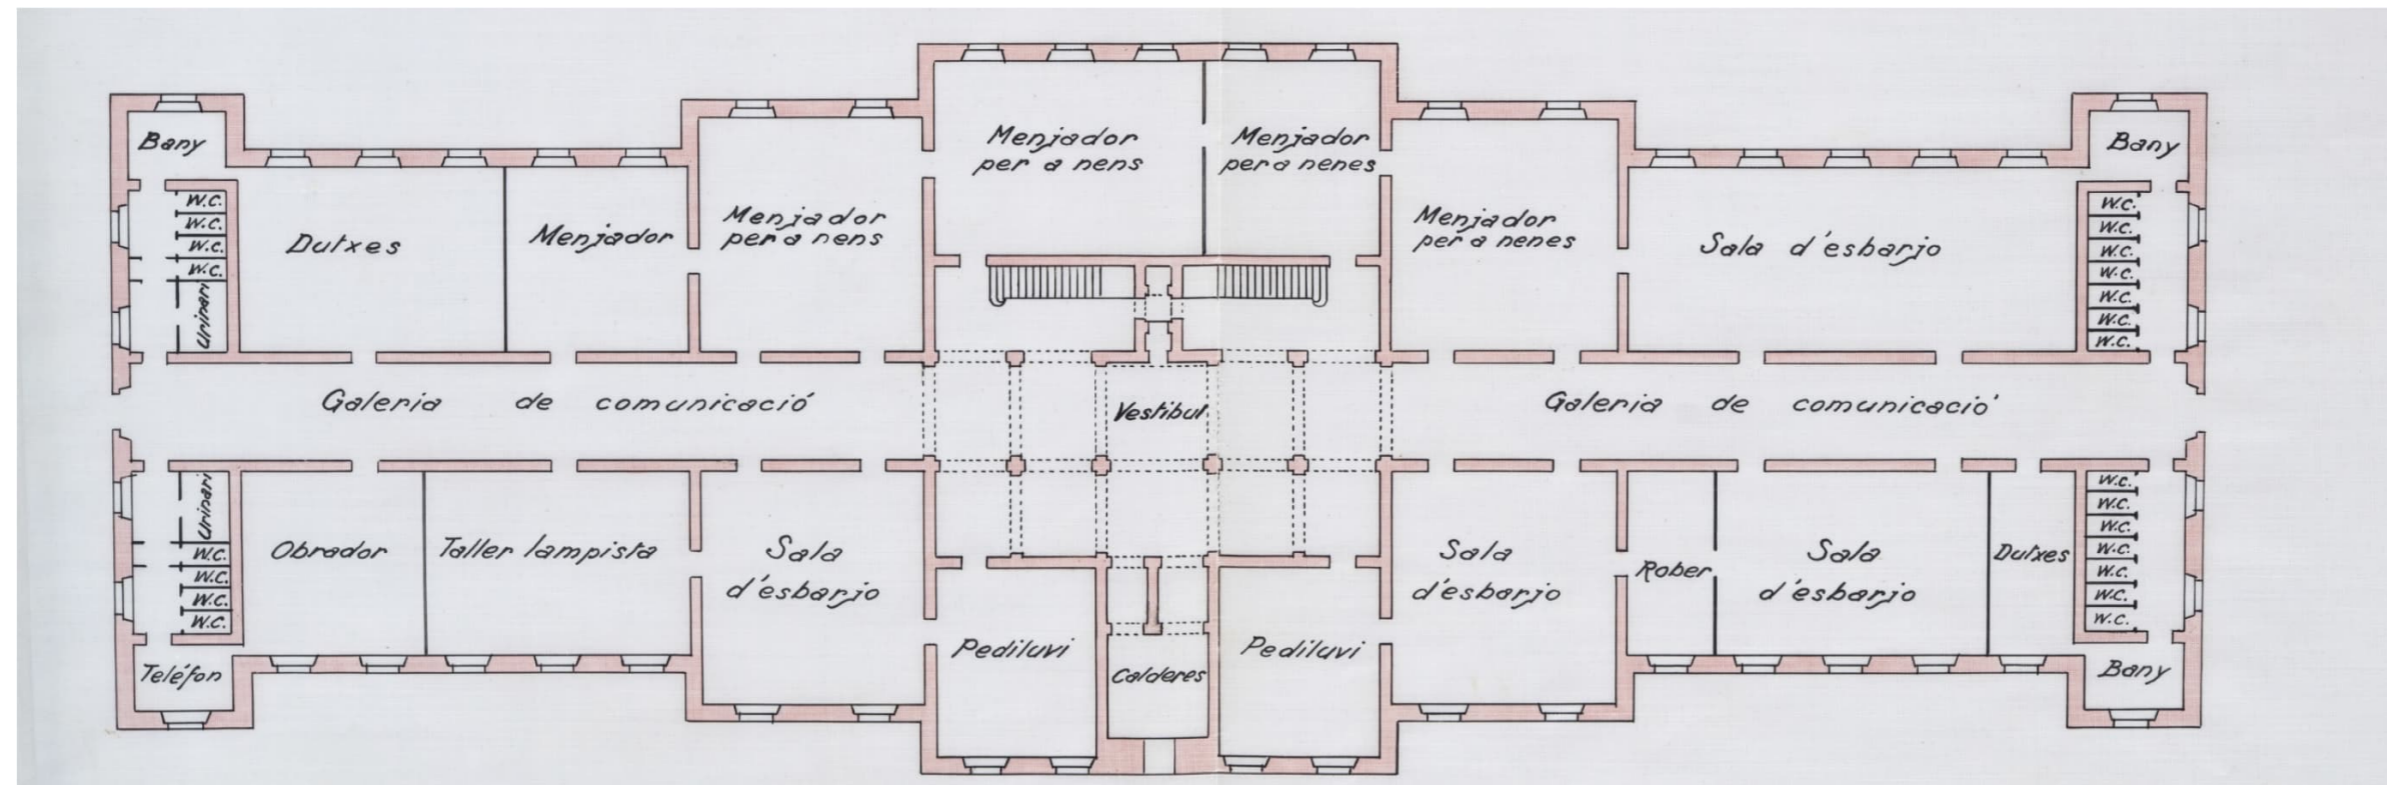 Bany
W.C.
W.C.
W.C.
W.C.
Urinari
Dutxes
Menjador
Menjador
per a nens
Menjador
per a nens
Menjador
per a nenes
Menjador
per a nenes
Sala d'esbarjo
Bany
W.C.
W.C.
W.C.
W.C.
W.C.
W.C.
W.C.
Galeria de comunicació
Vestibul
Galeria de comunicació
Urinari
W.C.
W.C.
W.C.
W.C.
Telèfon
Obrador
Taller lampista
Sala
d'esbarjo
Pediluvi
Calderes
Pediluvi
Sala
d'esbarjo
Rober
Sala
d'esbarjo
Dutxes
W.C.
W.C.
W.C.
W.C.
W.C.
W.C.
W.C.
Bany